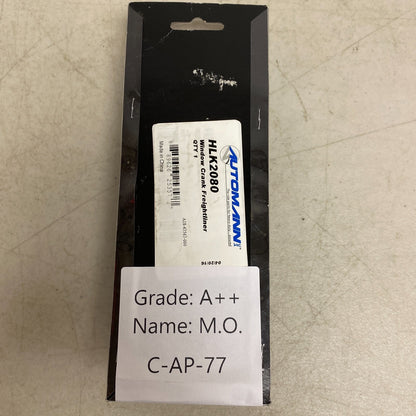 AUTOMANN
HLK2080
Window Crank Freightliner
QTY 1
Made in China
Grade: A++
Name: M.O.
C-AP-77